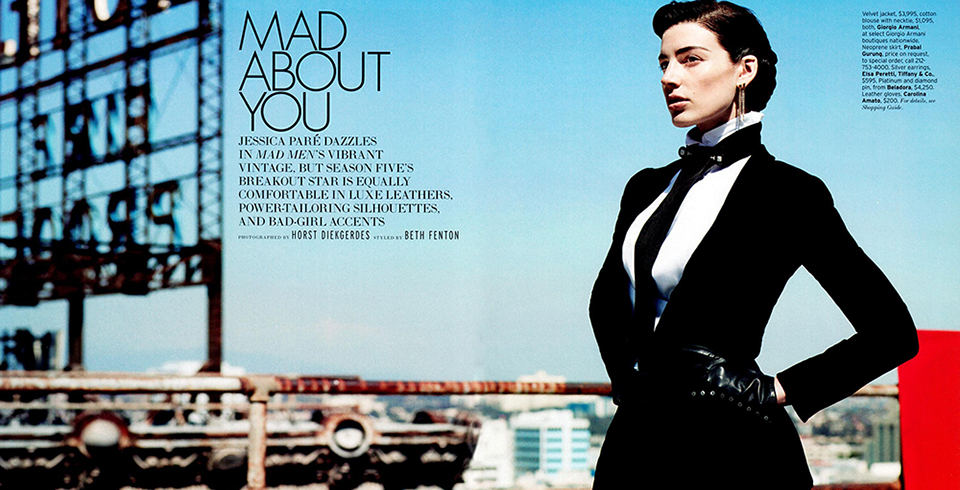 MAD
ABOUT
YOU
JESSICA PARÉ DAZZLES
IN MAD MEN'S VIBRANT
VINTAGE, BUT SEASON FIVE'S
BREAKOUT STAR IS EQUALLY
COMFORTABLE IN LUXE LEATHERS,
POWER-TAILORING SILHOUETTES,
AND BAD-GIRL ACCENTS
PHOTOGRAPHED BY HORST DIEKGERDES STYLED BY BETH FENTON
Velvet jacket, $3,995, cotton
blouse with necktie, $1,095,
both, Giorgio Armani,
at select Giorgio Armani
boutiques nationwide.
Neoprene skirt, Prabal
Gurung, price on request,
to special order, call 212-
753-4000. Silver earrings,
Elsa Peretti, Tiffany & Co.,
$595. Platinum and diamond
pin, from Beladora, $4,250.
Leather gloves, Carolina
Amato, $200. For details, see
Shopping Guide.